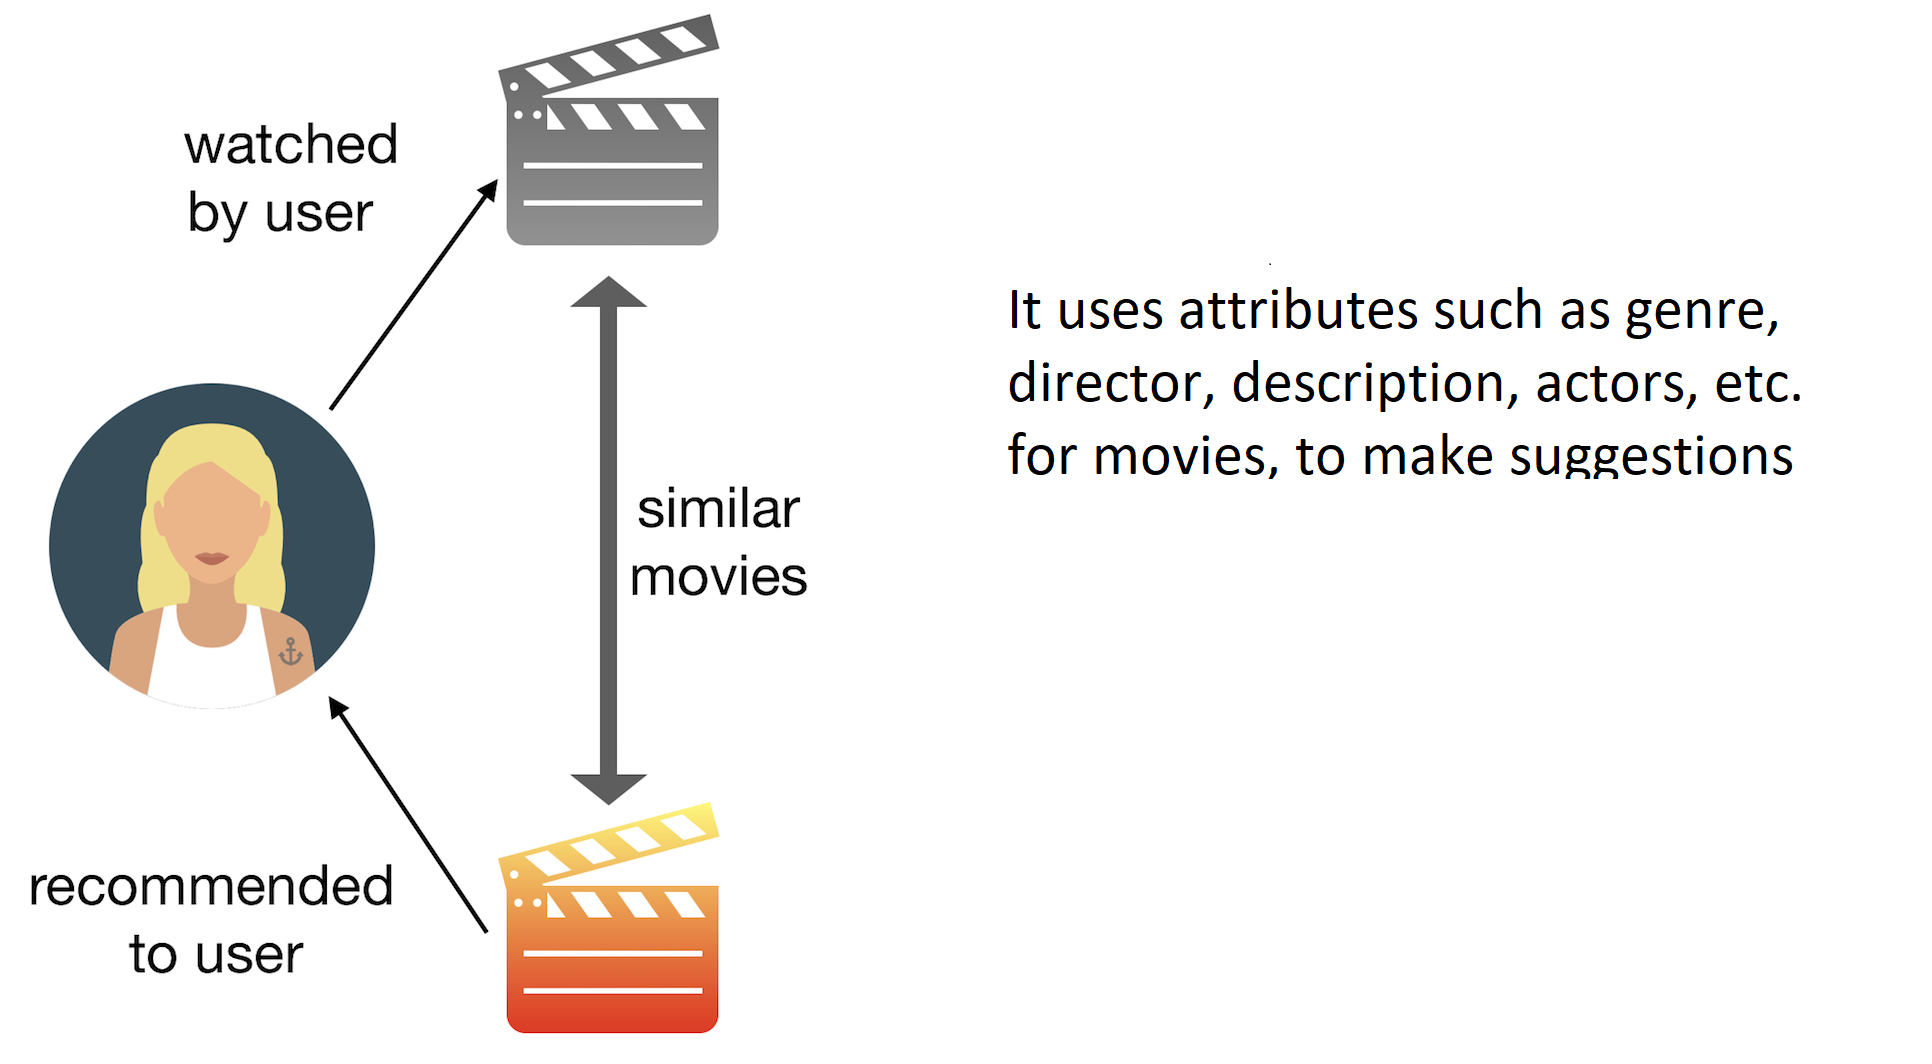 watched
by user
similar
movies
recommended
to user
It uses attributes such as genre,
director, description, actors, etc.
for movies, to make suggestions